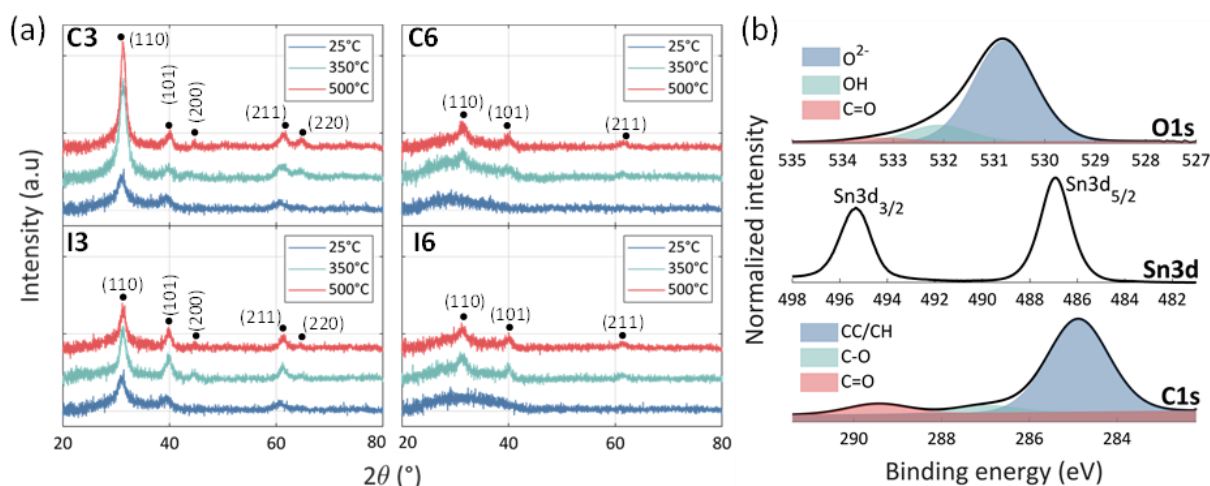 (a)
C3
(110)
(101)
(200)
(211)
(220)
25°C
350°C
500°C
C6
(110)
(101)
(211)
25°C
350°C
500°C
I3
(110)
(101)
(200)
(211)
(220)
25°C
350°C
500°C
I6
(110)
(101)
(211)
25°C
350°C
500°C
Intensity (a.u)
20 40 60 80
20 40 60 80
2θ (°)
(b)
O²⁻
OH
C=O
O1s
535 534 533 532 531 530 529 528 527
Sn3d₃/₂
Sn3d₅/₂
Sn3d
498 496 494 492 490 488 486 484 482
CC/CH
C-O
C=O
C1s
290 288 286 284
Normalized intensity
Binding energy (eV)